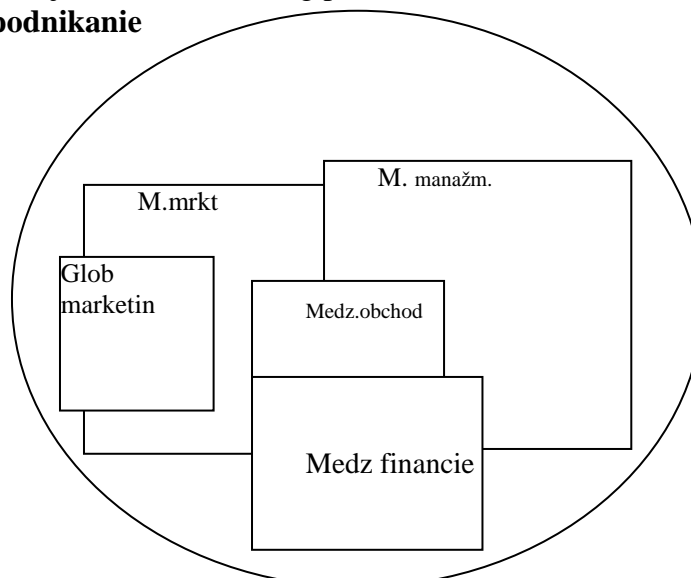 podnikanie
M. manažm.
M.mrkt
Glob
marketin
Medz.obchod
Medz financie